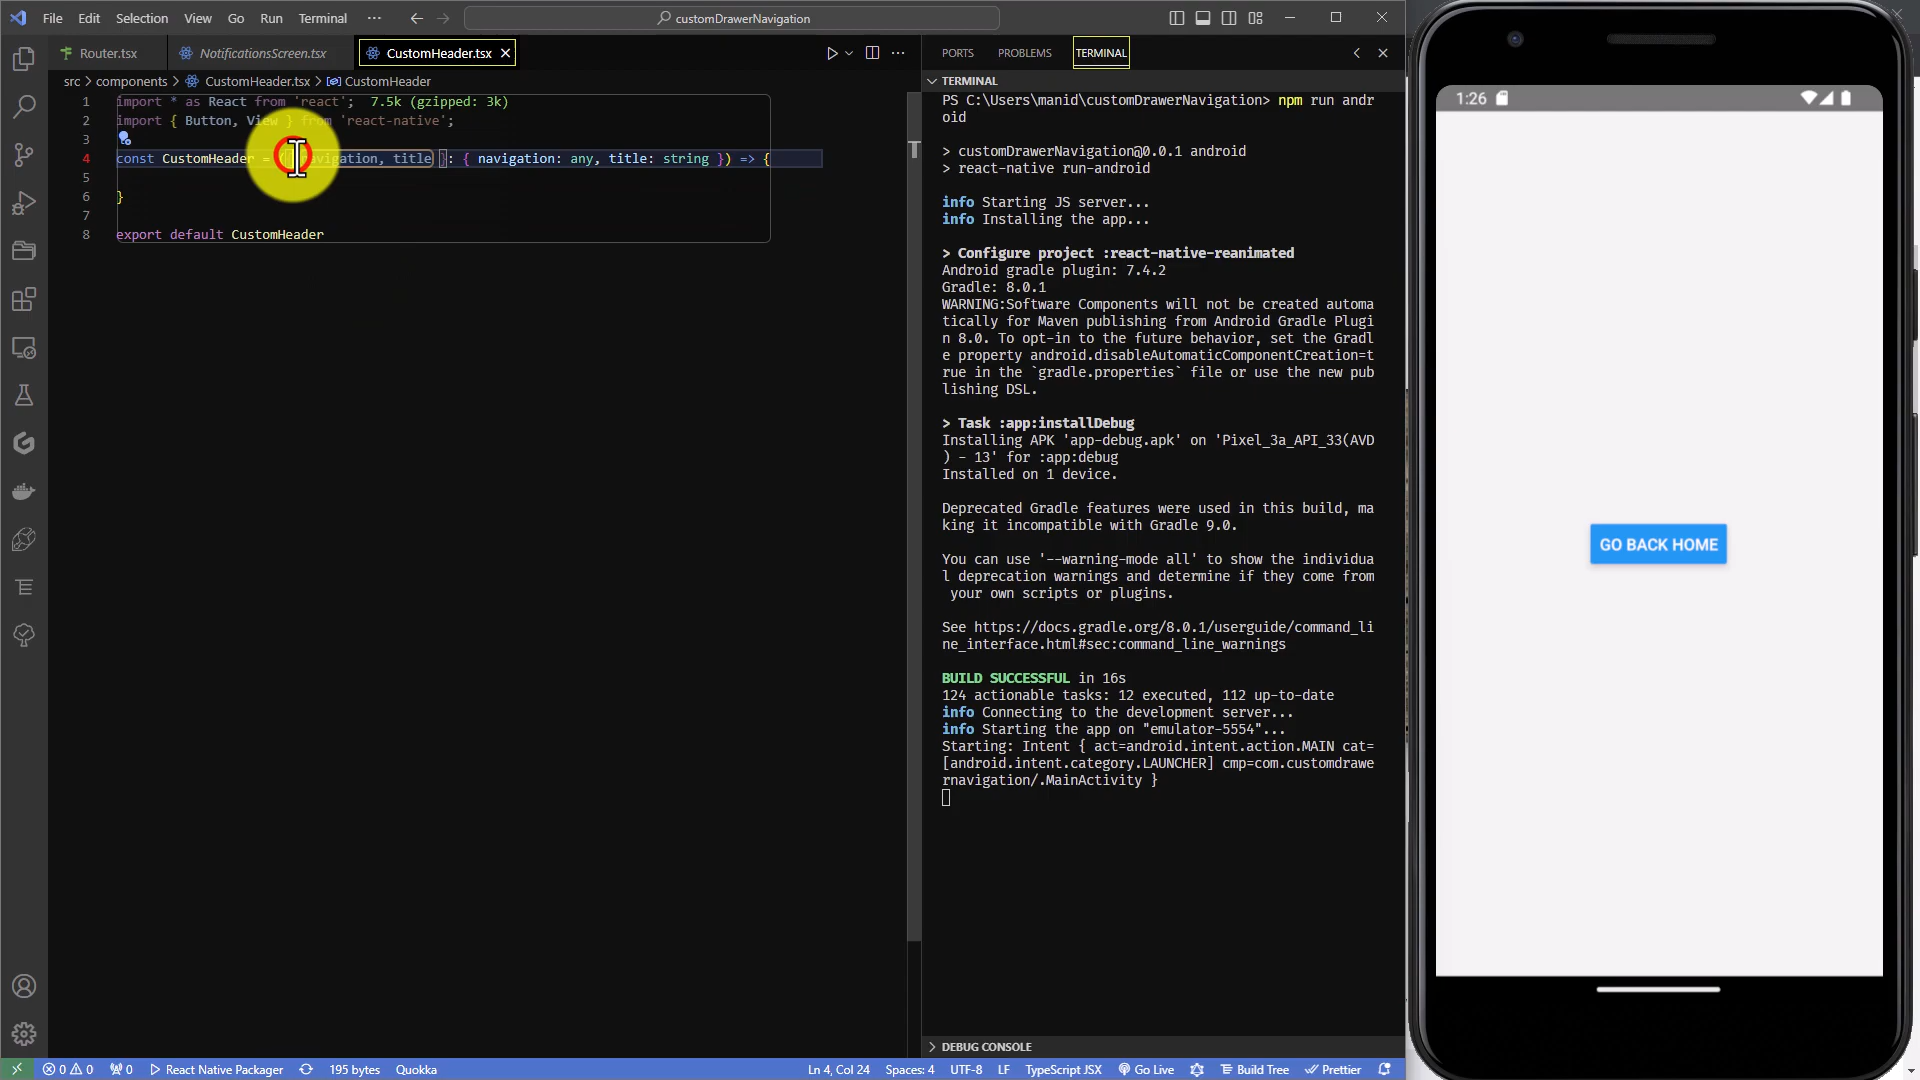 File Edit Selection View Go Run Terminal ··· customDrawerNavigation
Router.tsx NotificationsScreen.tsx CustomHeader.tsx
src > components > CustomHeader.tsx > CustomHeader
1 import * as React from 'react'; 7.5k (gzipped: 3k)
2 import { Button, View } from 'react-native';
3
4 const CustomHeader = ({ navigation, title }: { navigation: any, title: string }) => {
5
6 }
7
8 export default CustomHeader
PORTS PROBLEMS TERMINAL
TERMINAL
PS C:\Users\manid\customDrawerNavigation> npm run andr
oid
> customDrawerNavigation@0.0.1 android
> react-native run-android
info Starting JS server...
info Installing the app...
> Configure project :react-native-reanimated
Android gradle plugin: 7.4.2
Gradle: 8.0.1
WARNING:Software Components will not be created automa
tically for Maven publishing from Android Gradle Plugi
n 8.0. To opt-in to the future behavior, set the Gradl
e property android.disableAutomaticComponentCreation=t
rue in the `gradle.properties` file or use the new pub
lishing DSL.
> Task :app:installDebug
Installing APK 'app-debug.apk' on 'Pixel_3a_API_33(AVD
) - 13' for :app:debug
Installed on 1 device.
Deprecated Gradle features were used in this build, ma
king it incompatible with Gradle 9.0.
You can use '--warning-mode all' to show the individua
l deprecation warnings and determine if they come from
your own scripts or plugins.
See https://docs.gradle.org/8.0.1/userguide/command_li
ne_interface.html#sec:command_line_warnings
BUILD SUCCESSFUL in 16s
124 actionable tasks: 12 executed, 112 up-to-date
info Connecting to the development server...
info Starting the app on "emulator-5554"...
Starting: Intent { act=android.intent.action.MAIN cat=
[android.intent.category.LAUNCHER] cmp=com.customdrawe
rnavigation/.MainActivity }
DEBUG CONSOLE
1:26
GO BACK HOME
0 0 0 React Native Packager 195 bytes Quokka Ln 4, Col 24 Spaces: 4 UTF-8 LF TypeScript JSX Go Live Build Tree Prettier